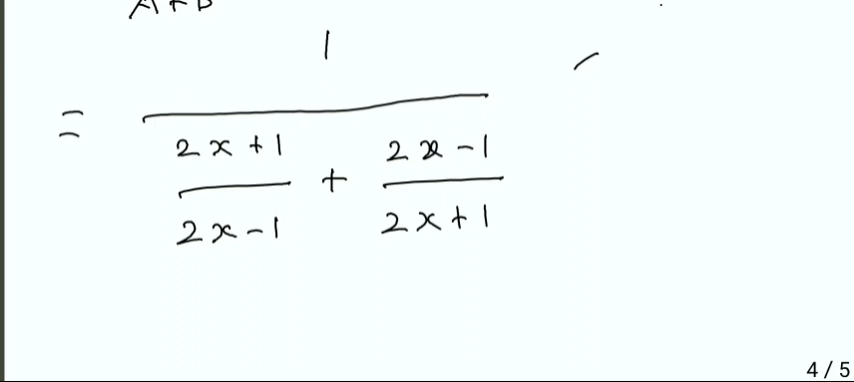 A+B
1
=
2x+1 + 2x-1
2x-1 2x+1
4/5